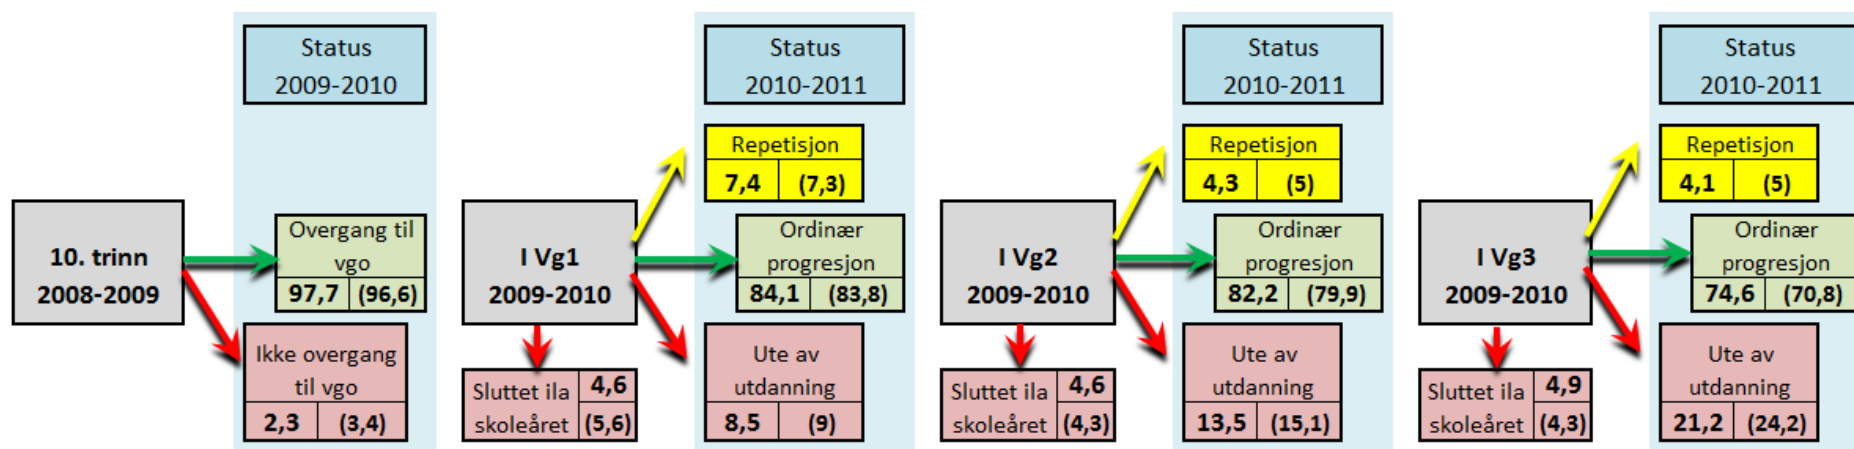 Status
2009-2010
10. trinn
2008-2009
Overgang til
vgo
97,7 (96,6)
Ikke overgang
til vgo
2,3 (3,4)
Status
2010-2011
Repetisjon
7,4 (7,3)
I Vg1
2009-2010
Ordinær
progresjon
84,1 (83,8)
Sluttet ila
skoleåret
4,6
(5,6)
Ute av
utdanning
8,5 (9)
Status
2010-2011
Repetisjon
4,3 (5)
I Vg2
2009-2010
Ordinær
progresjon
82,2 (79,9)
Sluttet ila
skoleåret
4,6
(4,3)
Ute av
utdanning
13,5 (15,1)
Status
2010-2011
Repetisjon
4,1 (5)
I Vg3
2009-2010
Ordinær
progresjon
74,6 (70,8)
Sluttet ila
skoleåret
4,9
(4,3)
Ute av
utdanning
21,2 (24,2)